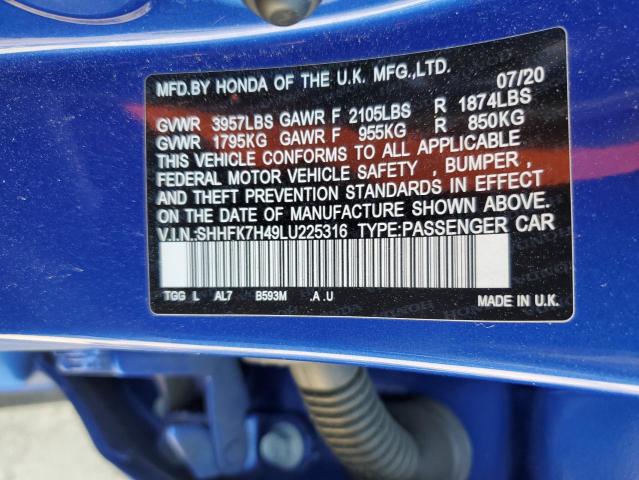 MFD.BY HONDA OF THE U.K. MFG.,LTD. 07/20
GVWR 3957LBS GAWR F 2105LBS R 1874LBS
GVWR 1795KG GAWR F 955KG R 850KG
THIS VEHICLE CONFORMS TO ALL APPLICABLE
FEDERAL MOTOR VEHICLE SAFETY , BUMPER ,
AND THEFT PREVENTION STANDARDS IN EFFECT
ON THE DATE OF MANUFACTURE SHOWN ABOVE.
V.I.N:SHHFK7H49LU225316 TYPE:PASSENGER CAR
TGG L AL7 B593M .A .U MADE IN U.K.